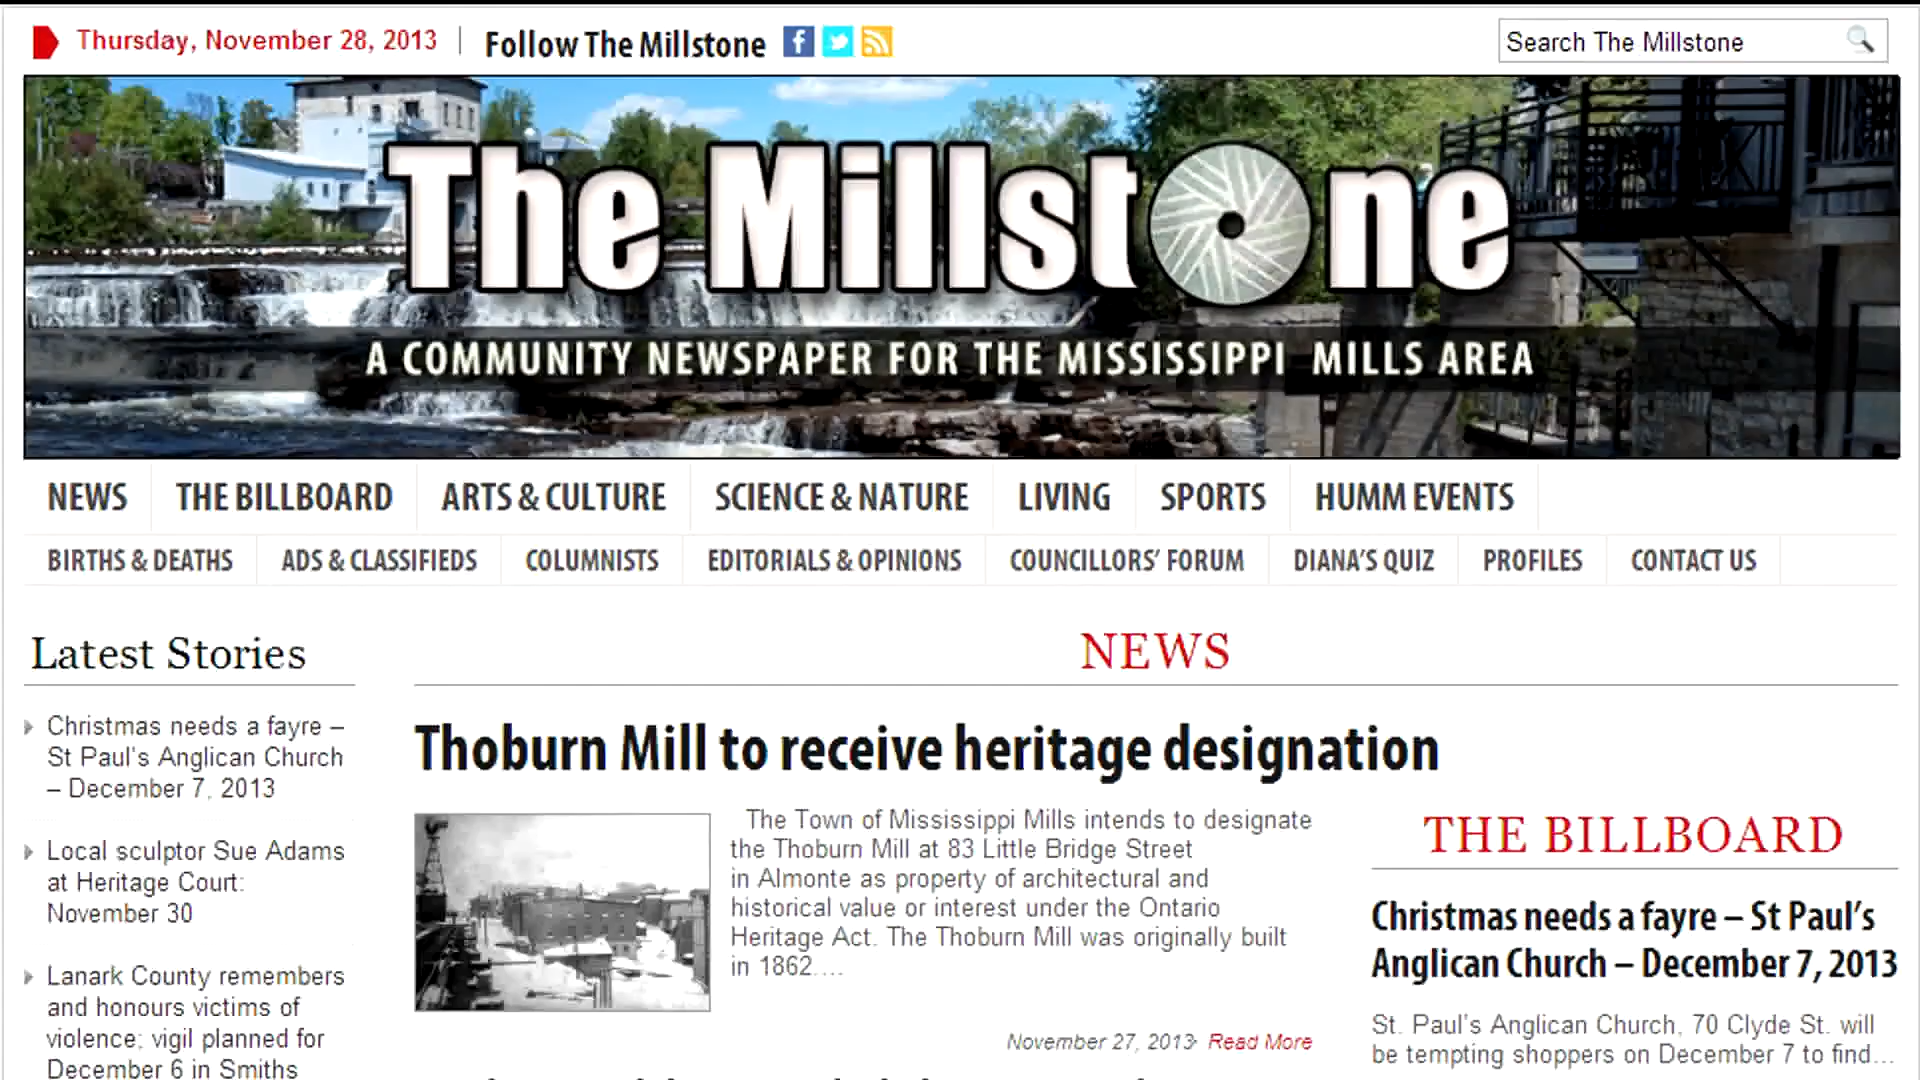 Thursday, November 28, 2013
Follow The Millstone
Search The Millstone
The Millstone
A COMMUNITY NEWSPAPER FOR THE MISSISSIPPI MILLS AREA
NEWS
THE BILLBOARD
ARTS & CULTURE
SCIENCE & NATURE
LIVING
SPORTS
HUMM EVENTS
BIRTHS & DEATHS
ADS & CLASSIFIEDS
COLUMNISTS
EDITORIALS & OPINIONS
COUNCILLORS' FORUM
DIANA'S QUIZ
PROFILES
CONTACT US
Latest Stories
Christmas needs a fayre –
St Paul's Anglican Church
– December 7, 2013
Local sculptor Sue Adams
at Heritage Court:
November 30
Lanark County remembers
and honours victims of
violence; vigil planned for
December 6 in Smiths
NEWS
Thoburn Mill to receive heritage designation
The Town of Mississippi Mills intends to designate
the Thoburn Mill at 83 Little Bridge Street
in Almonte as property of architectural and
historical value or interest under the Ontario
Heritage Act. The Thoburn Mill was originally built
in 1862....
November 27, 2013
Read More
THE BILLBOARD
Christmas needs a fayre – St Paul's
Anglican Church – December 7, 2013
St. Paul's Anglican Church, 70 Clyde St. will
be tempting shoppers on December 7 to find...